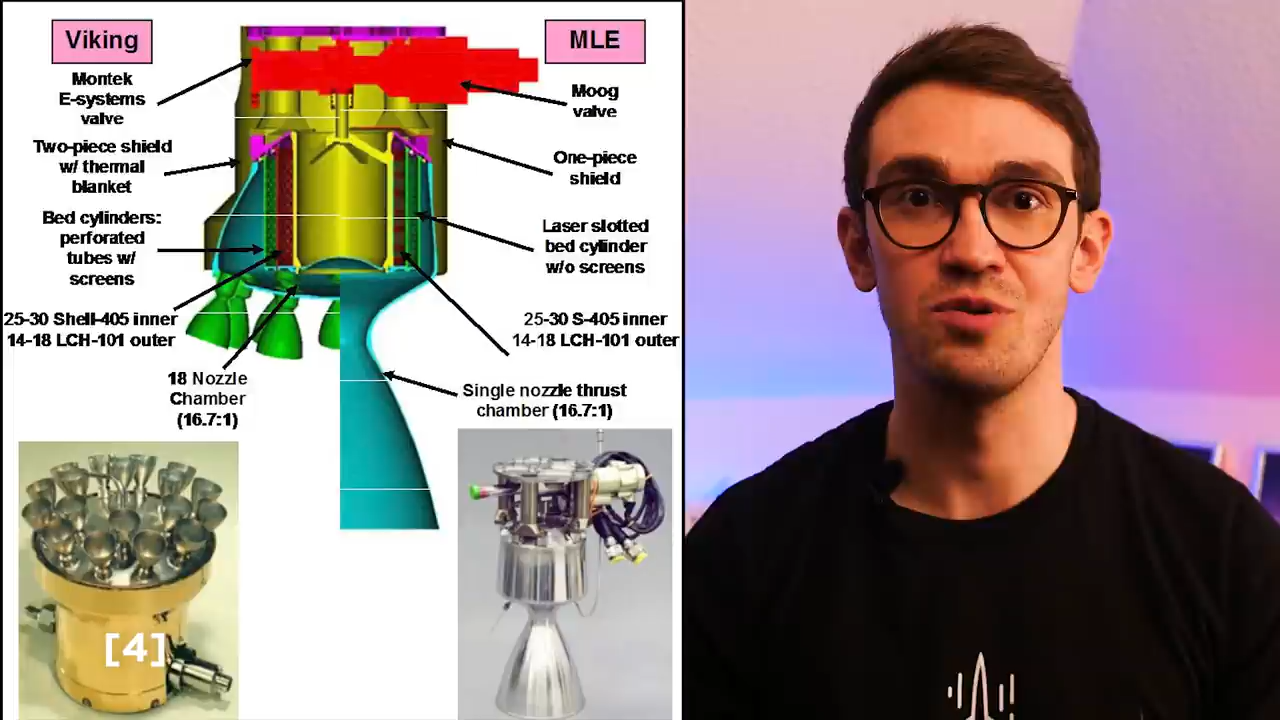 Viking
MLE
Montek
E-systems
valve
Moog
valve
Two-piece shield
w/ thermal
blanket
One-piece
shield
Bed cylinders:
perforated
tubes w/
screens
Laser slotted
bed cylinder
w/o screens
25-30 Shell-405 inner
14-18 LCH-101 outer
25-30 S-405 inner
14-18 LCH-101 outer
18 Nozzle
Chamber
(16.7:1)
Single nozzle thrust
chamber (16.7:1)
[4]